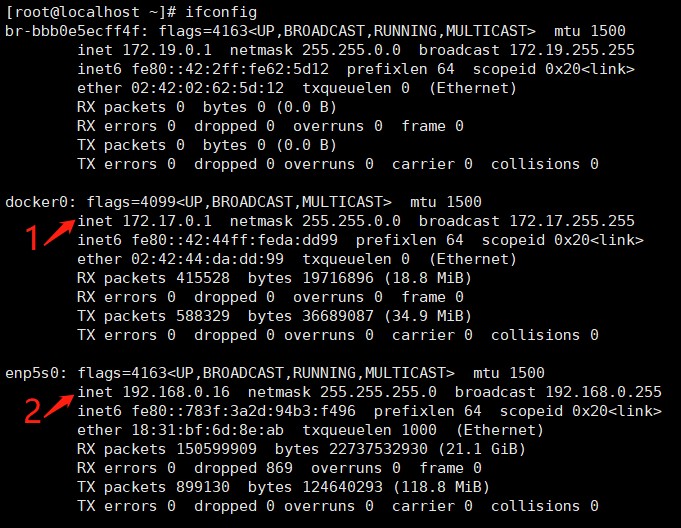 [root@localhost ~]# ifconfig
br-bbb0e5ecff4f: flags=4163<UP,BROADCAST,RUNNING,MULTICAST>  mtu 1500
        inet 172.19.0.1  netmask 255.255.0.0  broadcast 172.19.255.255
        inet6 fe80::42:2ff:fe62:5d12  prefixlen 64  scopeid 0x20<link>
        ether 02:42:02:62:5d:12  txqueuelen 0  (Ethernet)
        RX packets 0  bytes 0 (0.0 B)
        RX errors 0  dropped 0  overruns 0  frame 0
        TX packets 0  bytes 0 (0.0 B)
        TX errors 0  dropped 0 overruns 0  carrier 0  collisions 0

docker0: flags=4099<UP,BROADCAST,MULTICAST>  mtu 1500
1       inet 172.17.0.1  netmask 255.255.0.0  broadcast 172.17.255.255
        inet6 fe80::42:44ff:feda:dd99  prefixlen 64  scopeid 0x20<link>
        ether 02:42:44:da:dd:99  txqueuelen 0  (Ethernet)
        RX packets 415528  bytes 19716896 (18.8 MiB)
        RX errors 0  dropped 0  overruns 0  frame 0
        TX packets 588329  bytes 36689087 (34.9 MiB)
        TX errors 0  dropped 0 overruns 0  carrier 0  collisions 0

enp5s0: flags=4163<UP,BROADCAST,RUNNING,MULTICAST>  mtu 1500
2       inet 192.168.0.16  netmask 255.255.255.0  broadcast 192.168.0.255
        inet6 fe80::783f:3a2d:94b3:f496  prefixlen 64  scopeid 0x20<link>
        ether 18:31:bf:6d:8e:ab  txqueuelen 1000  (Ethernet)
        RX packets 150599909  bytes 22737532930 (21.1 GiB)
        RX errors 0  dropped 869  overruns 0  frame 0
        TX packets 899130  bytes 124640293 (118.8 MiB)
        TX errors 0  dropped 0 overruns 0  carrier 0  collisions 0